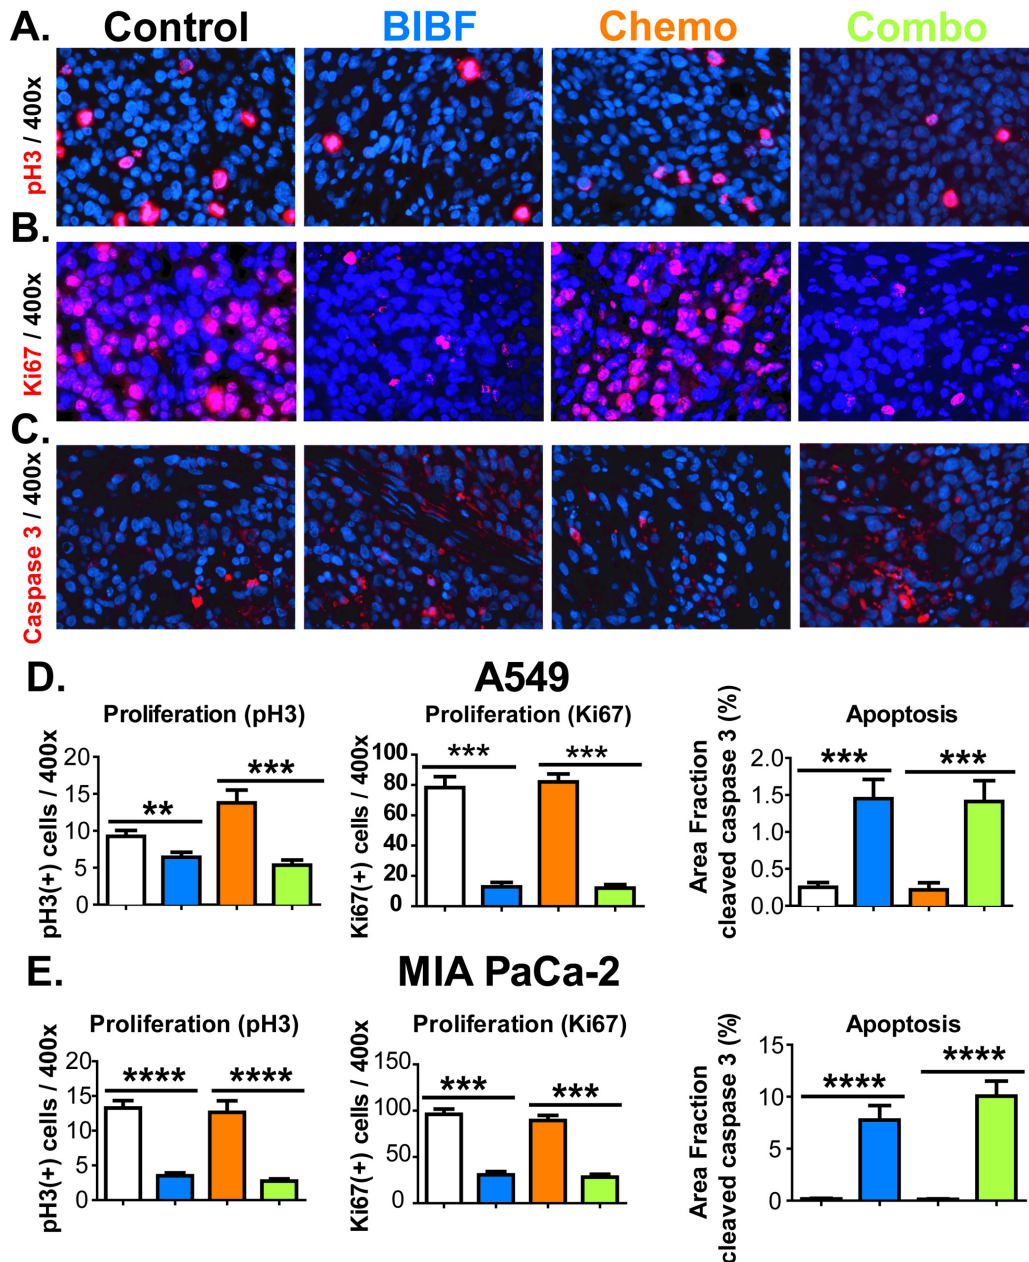 A. Control BIBF Chemo Combo
pH3 / 400x
B.
Ki67 / 400x
C.
Caspase 3 / 400x
D. A549
Proliferation (pH3)
pH3(+) cells / 400x
20
15
10
5
0
** ***
Proliferation (Ki67)
Ki67(+) cells / 400x
100
80
60
40
20
0
*** ***
Apoptosis
Area Fraction
cleaved caspase 3 (%)
2.0
1.5
1.0
0.5
0.0
*** ***
E. MIA PaCa-2
Proliferation (pH3)
pH3(+) cells / 400x
20
15
10
5
0
**** ****
Proliferation (Ki67)
Ki67(+) cells / 400x
150
100
50
0
*** ***
Apoptosis
Area Fraction
cleaved caspase 3 (%)
15
10
5
0
**** ****